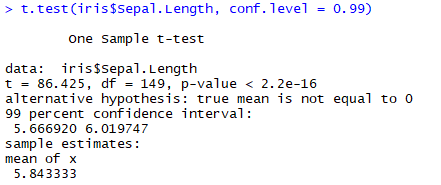 > t.test(iris$Sepal.Length, conf.level = 0.99)
One Sample t-test
data:  iris$Sepal.Length
t = 86.425, df = 149, p-value < 2.2e-16
alternative hypothesis: true mean is not equal to 0
99 percent confidence interval:
 5.666920 6.019747
sample estimates:
mean of x
 5.843333